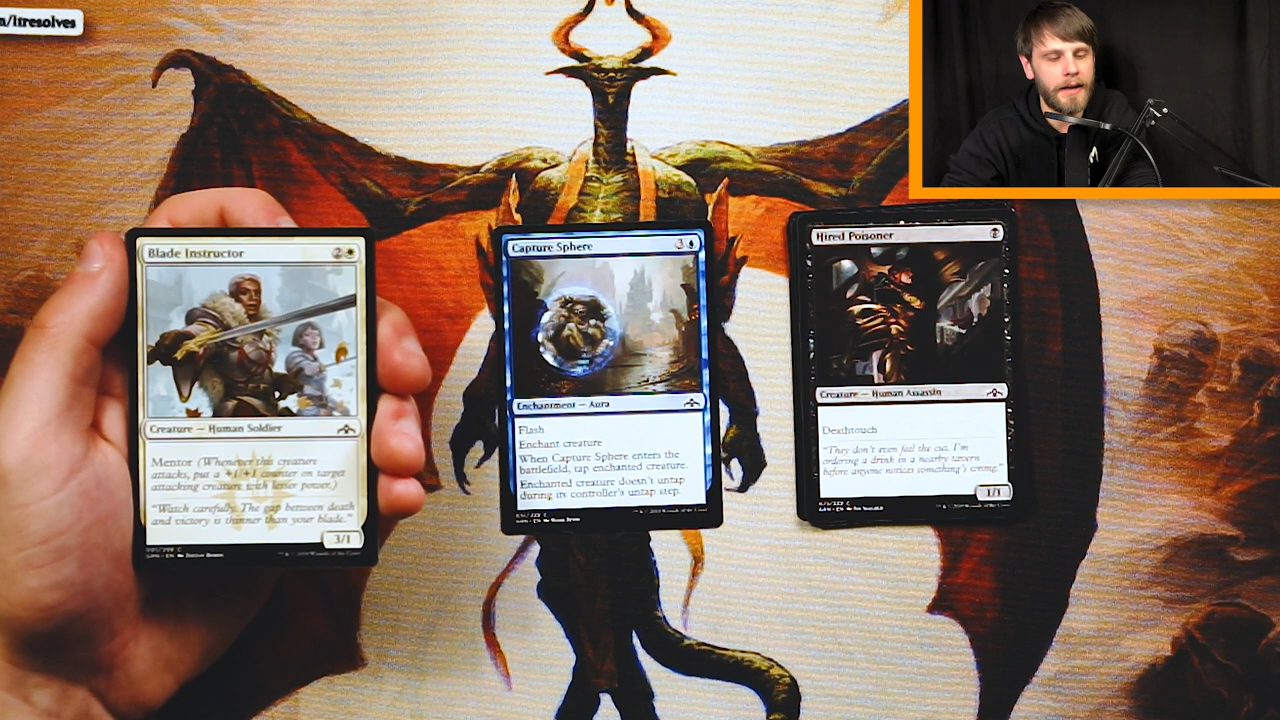 n/itresolves
Blade Instructor 2
Creature — Human Soldier
Mentor (Whenever this creature
attacks, put a +1/+1 counter on target
attacking creature with lesser power.)
"Watch carefully. The gap between death
and victory is thinner than your blade."
3/1
Capture Sphere 3
Enchantment — Aura
Flash
Enchant creature
When Capture Sphere enters the
battlefield, tap enchanted creature.
Enchanted creature doesn't untap
during its controller's untap step.
Hired Poisoner
Creature — Human Assassin
Deathtouch
"They don't even feel the cut. I'm
ordering a drink in a nearby tavern
before anyone notices something's wrong."
1/1